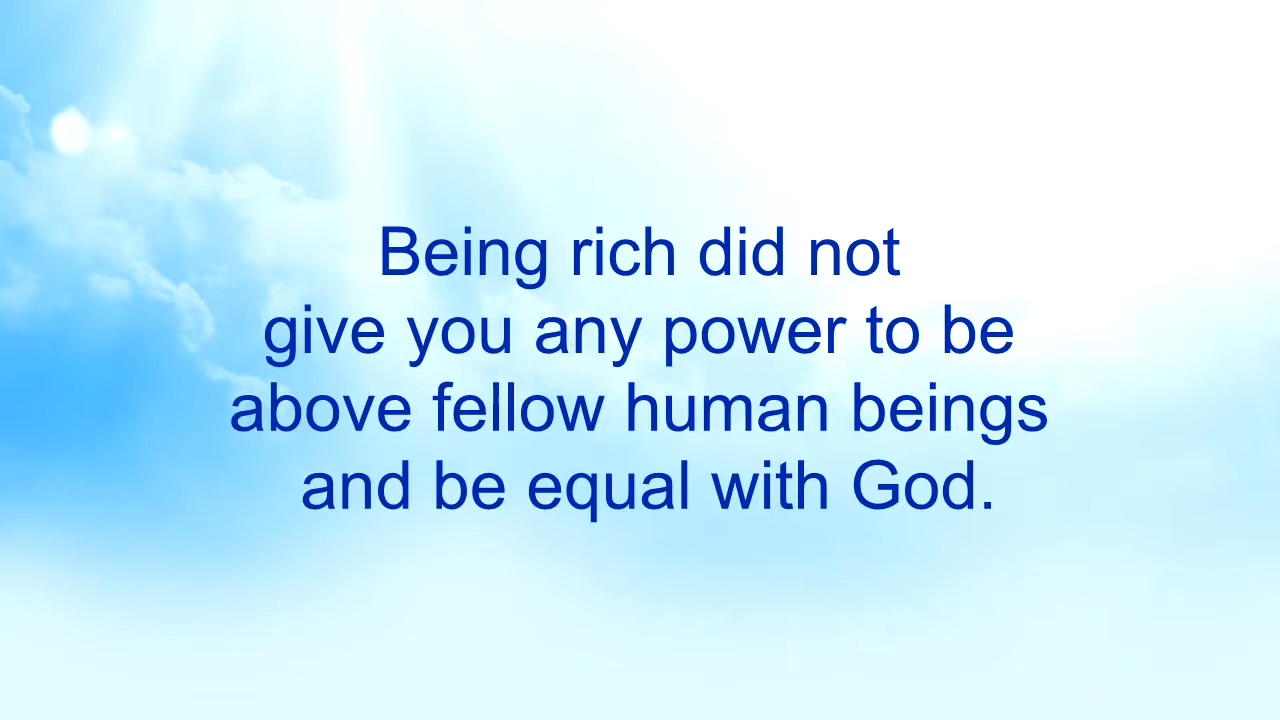 Being rich did not
give you any power to be
above fellow human beings
and be equal with God.